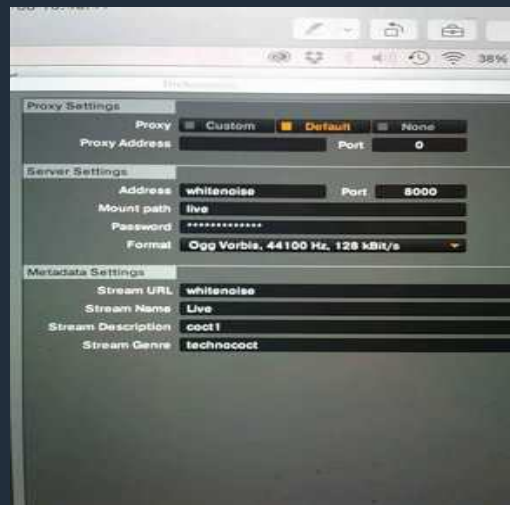 38%
Proxy Settings
Proxy Custom Default None
Proxy Address Port 0
Server Settings
Address whitenoise Port 8000
Mount path live
Password *************
Format Ogg Vorbis, 44100 Hz, 128 kBit/s
Metadata Settings
Stream URL whitenoise
Stream Name Live
Stream Description coct1
Stream Genre technococt